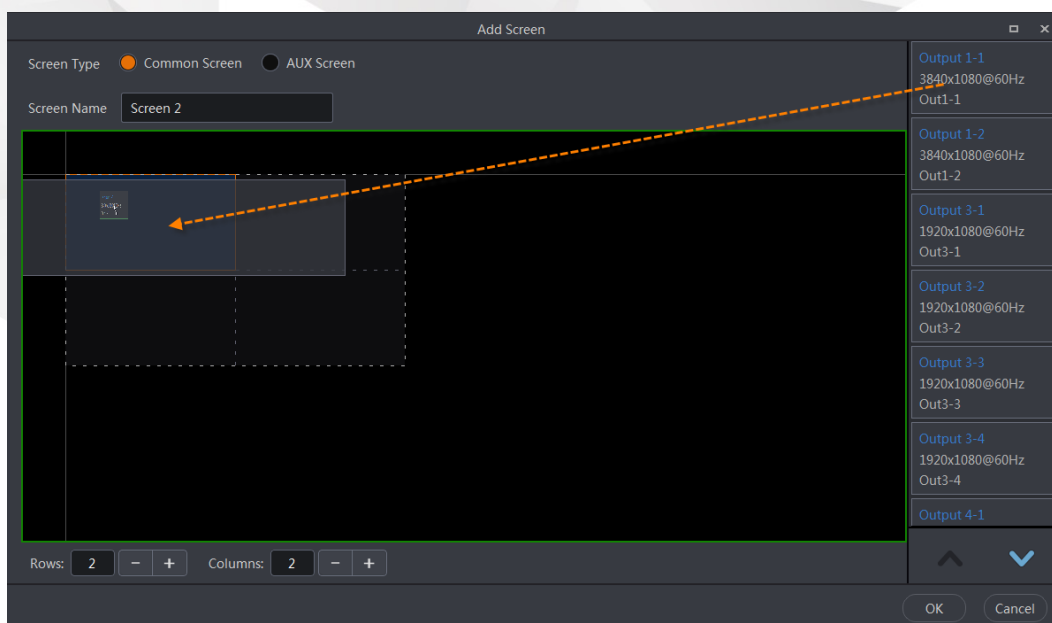 Add Screen
Screen Type Common Screen AUX Screen
Screen Name Screen 2
Output 1-1
3840x1080@60Hz
Out1-1
Output 1-2
3840x1080@60Hz
Out1-2
Output 3-1
1920x1080@60Hz
Out3-1
Output 3-2
1920x1080@60Hz
Out3-2
Output 3-3
1920x1080@60Hz
Out3-3
Output 3-4
1920x1080@60Hz
Out3-4
Output 4-1
Rows: 2 − + Columns: 2 − +
OK Cancel